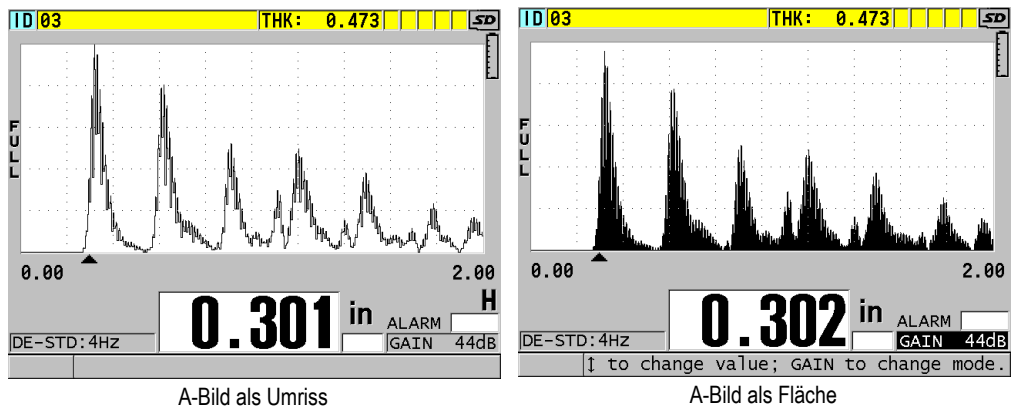 ID 03 THK: 0.473 SD
FULL
0.00 2.00
0.301 in H
ALARM
DE-STD:4Hz GAIN 44dB
A-Bild als Umriss
ID 03 THK: 0.473 SD
FULL
0.00 2.00
0.302 in
ALARM
DE-STD:4Hz GAIN 44dB
↕ to change value; GAIN to change mode.
A-Bild als Fläche